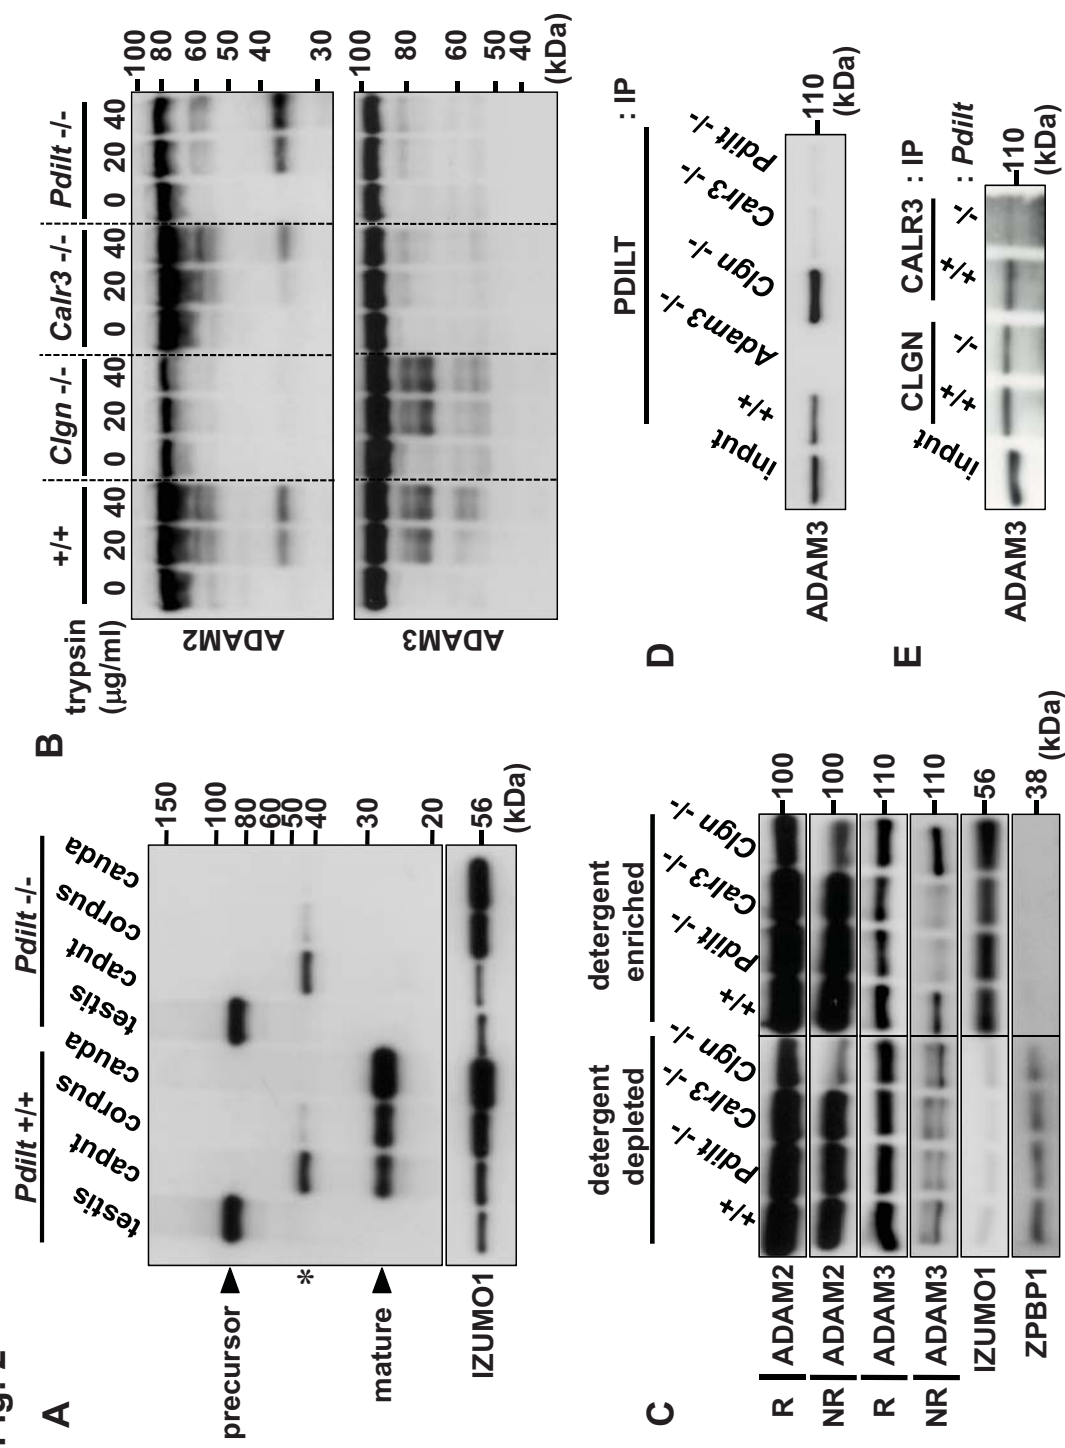 A
Pdilt +/+
Pdilt -/-
testis caput corpus cauda testis caput corpus cauda
precursor
*
mature
150
100
80
60
50
40
30
20
IZUMO1
56
(kDa)
B
trypsin
(μg/ml)
+/+
Clgn -/-
Calr3 -/-
Pdilt -/-
0 20 40 0 20 40 0 20 40 0 20 40
ADAM2
100
80
60
50
40
30
ADAM3
100
80
60
50
40
(kDa)
C
detergent
depleted
detergent
enriched
+/+ Pdilt -/- Calr3 -/- Clgn -/- +/+ Pdilt -/- Calr3 -/- Clgn -/-
R ADAM2 100
NR ADAM2 100
R ADAM3 110
NR ADAM3 110
IZUMO1 56
ZPBP1 38
(kDa)
D
PDILT : IP
input +/+ Adam3 -/- Clgn -/- Calr3 -/- Pdilt -/-
ADAM3 110
(kDa)
E
CLGN CALR3 : IP
input +/+ -/- +/+ -/- : Pdilt
ADAM3 110
(kDa)